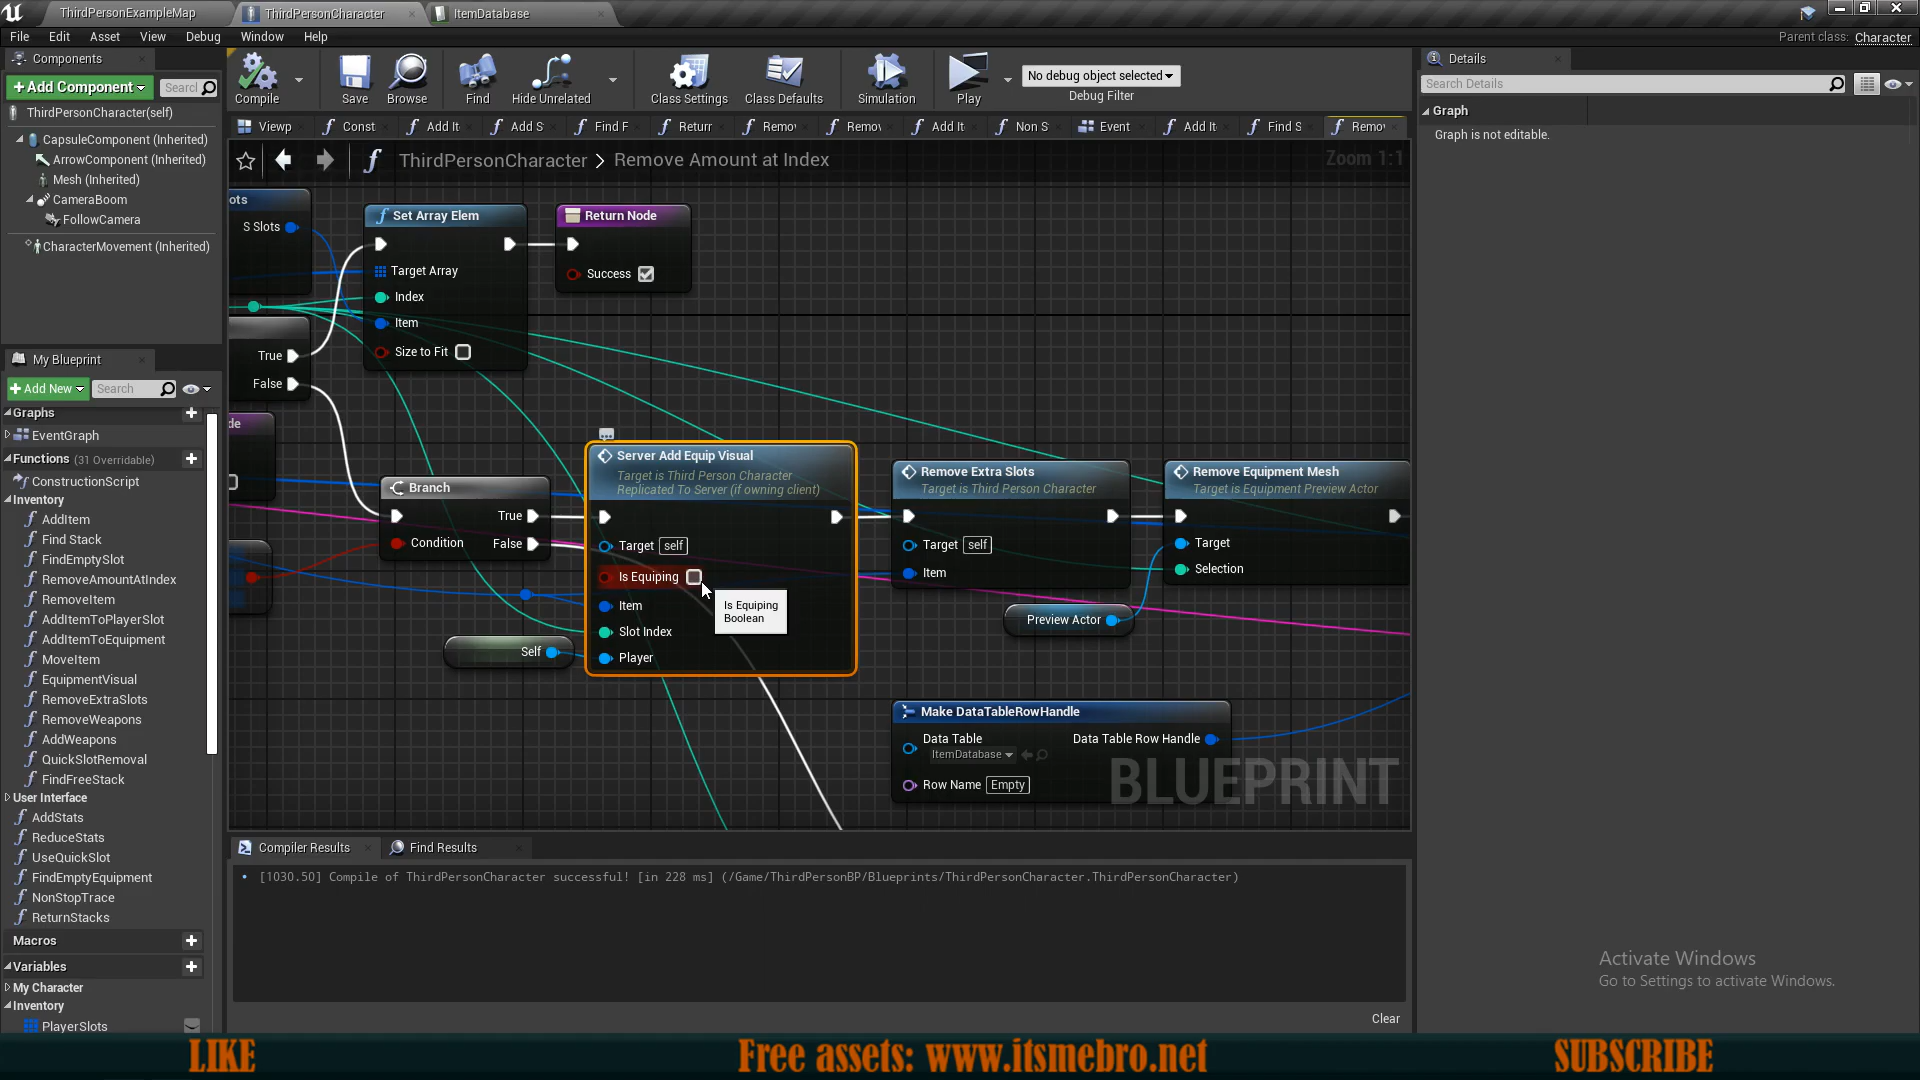 ThirdPersonExampleMap
ThirdPersonCharacter
ItemDatabase
File Edit Asset View Debug Window Help
Parent class: Character
Components
+Add Component
Searcl
ThirdPersonCharacter(self)
CapsuleComponent (Inherited)
ArrowComponent (Inherited)
Mesh (Inherited)
CameraBoom
FollowCamera
CharacterMovement (Inherited)
Compile
Save
Browse
Find
Hide Unrelated
Class Settings
Class Defaults
Simulation
Play
No debug object selected
Debug Filter
Viewp
Const
Add It
Add S
Find F
Returr
Remo
Remov
Add It
Non S
Event
Add It
Find S
Remov
ThirdPersonCharacter > Remove Amount at Index
Zoom 1:1
Details
Search Details
Graph
Graph is not editable.
My Blueprint
+Add New
Search
Graphs
EventGraph
Functions (31 Overridable)
ConstructionScript
Inventory
AddItem
Find Stack
FindEmptySlot
RemoveAmountAtIndex
RemoveItem
AddItemToPlayerSlot
AddItemToEquipment
MoveItem
EquipmentVisual
RemoveExtraSlots
RemoveWeapons
AddWeapons
QuickSlotRemoval
FindFreeStack
User Interface
AddStats
ReduceStats
UseQuickSlot
FindEmptyEquipment
NonStopTrace
ReturnStacks
Macros
Variables
My Character
Inventory
PlayerSlots
ots
S Slots
True
False
de
Set Array Elem
Target Array
Index
Item
Size to Fit
Return Node
Success
Branch
True
Condition
False
Self
Server Add Equip Visual
Target is Third Person Character
Replicated To Server (if owning client)
Target self
Is Equiping
Item
Slot Index
Player
Is Equiping
Boolean
Remove Extra Slots
Target is Third Person Character
Target self
Item
Remove Equipment Mesh
Target is Equipment Preview Actor
Target
Selection
Preview Actor
Make DataTableRowHandle
Data Table
ItemDatabase
Data Table Row Handle
Row Name Empty
BLUEPRINT
Compiler Results
Find Results
[1030.50] Compile of ThirdPersonCharacter successful! [in 228 ms] (/Game/ThirdPersonBP/Blueprints/ThirdPersonCharacter.ThirdPersonCharacter)
Clear
Activate Windows
Go to Settings to activate Windows.
LIKE
Free assets: www.itsmebro.net
SUBSCRIBE